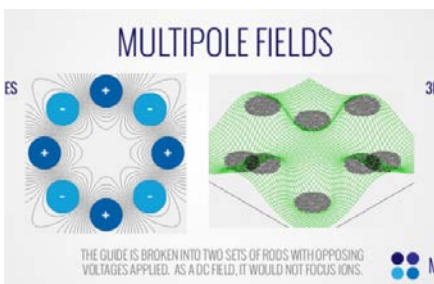 MULTIPOLE FIELDS
ES
3
+
- -
+ +
- -
+
THE GUIDE IS BROKEN INTO TWO SETS OF RODS WITH OPPOSING
VOLTAGES APPLIED. AS A DC FIELD, IT WOULD NOT FOCUS IONS.